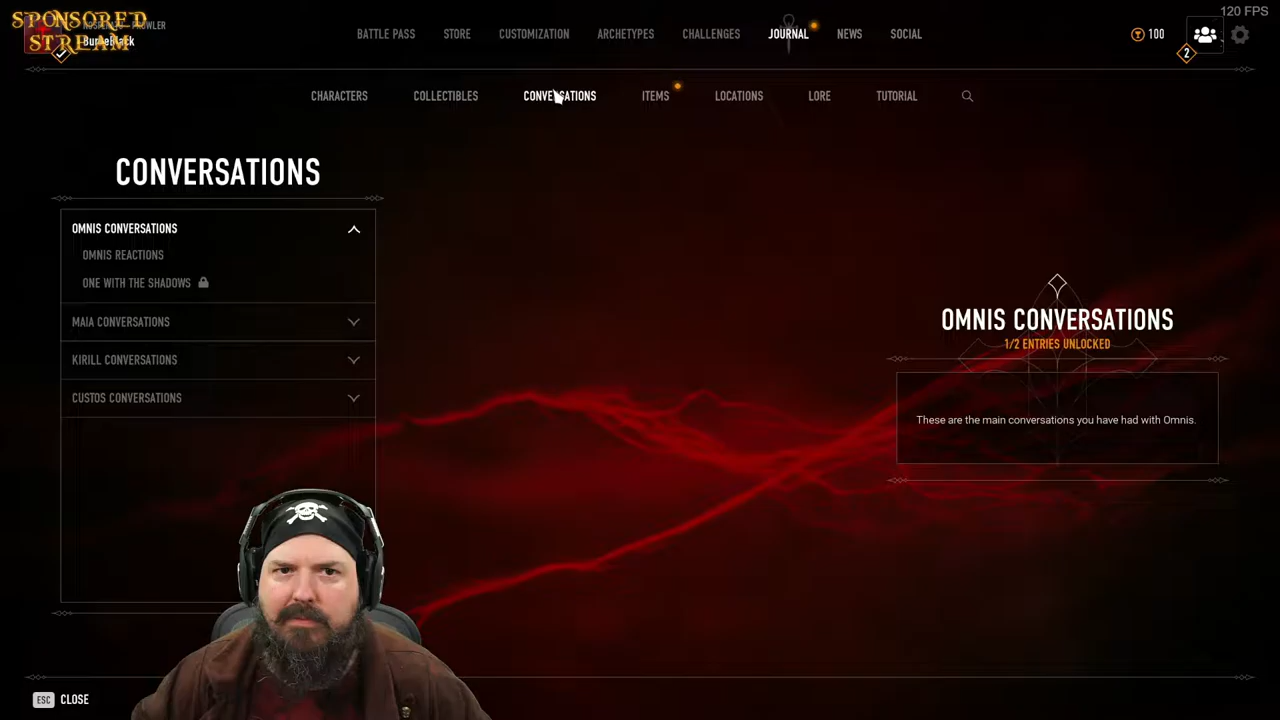 120 FPS
SPONSORED
STREAM
PROWLER
BATTLE PASS STORE CUSTOMIZATION ARCHETYPES CHALLENGES JOURNAL NEWS SOCIAL
100
2
CHARACTERS COLLECTIBLES CONVERSATIONS ITEMS LOCATIONS LORE TUTORIAL
CONVERSATIONS
OMNIS CONVERSATIONS
OMNIS REACTIONS
ONE WITH THE SHADOWS
MAIA CONVERSATIONS
KIRILL CONVERSATIONS
CUSTOS CONVERSATIONS
OMNIS CONVERSATIONS
1/2 ENTRIES UNLOCKED
These are the main conversations you have had with Omnis.
ESC CLOSE